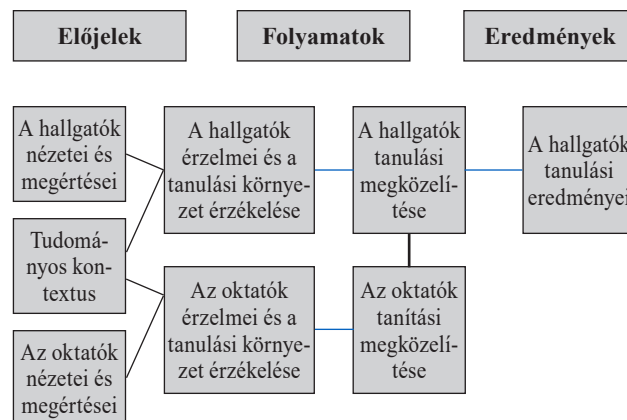 Előjelek
Folyamatok
Eredmények
A hallgatók
nézetei és
megértései
Tudomá-
nyos kon-
textus
Az oktatók
nézetei és
megértései
A hallgatók
érzelmei és a
tanulási környe-
zet érzékelése
Az oktatók
érzelmei és a
tanulási környe-
zet érzékelése
A hallgatók
tanulási
megközelí-
tése
Az oktatók
tanítási
megközelí-
tése
A hallgatók
tanulási
eredményei